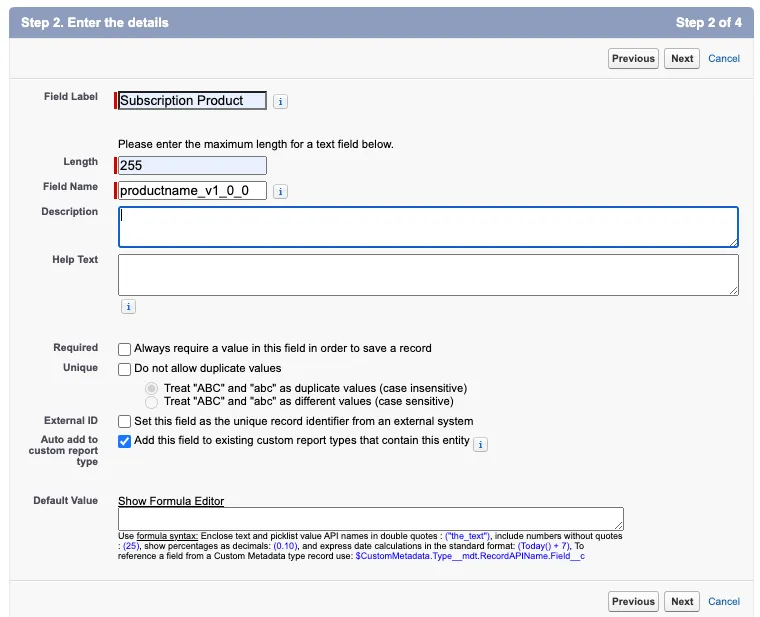 Step 2. Enter the details
Step 2 of 4
Previous
Next
Cancel
Field Label
Subscription Product
i
Please enter the maximum length for a text field below.
Length
255
Field Name
productname_v1_0_0
i
Description
Help Text
i
Required
Always require a value in this field in order to save a record
Unique
Do not allow duplicate values
Treat "ABC" and "abc" as duplicate values (case insensitive)
Treat "ABC" and "abc" as different values (case sensitive)
External ID
Set this field as the unique record identifier from an external system
Auto add to
custom report
type
Add this field to existing custom report types that contain this entity
i
Default Value
Show Formula Editor
Use formula syntax: Enclose text and picklist value API names in double quotes : ("the_text"), include numbers without quotes
: (25), show percentages as decimals: (0.10), and express date calculations in the standard format: (Today() + 7), To
reference a field from a Custom Metadata type record use: $CustomMetadata.Type__mdt.RecordAPIName.Field__c
Previous
Next
Cancel